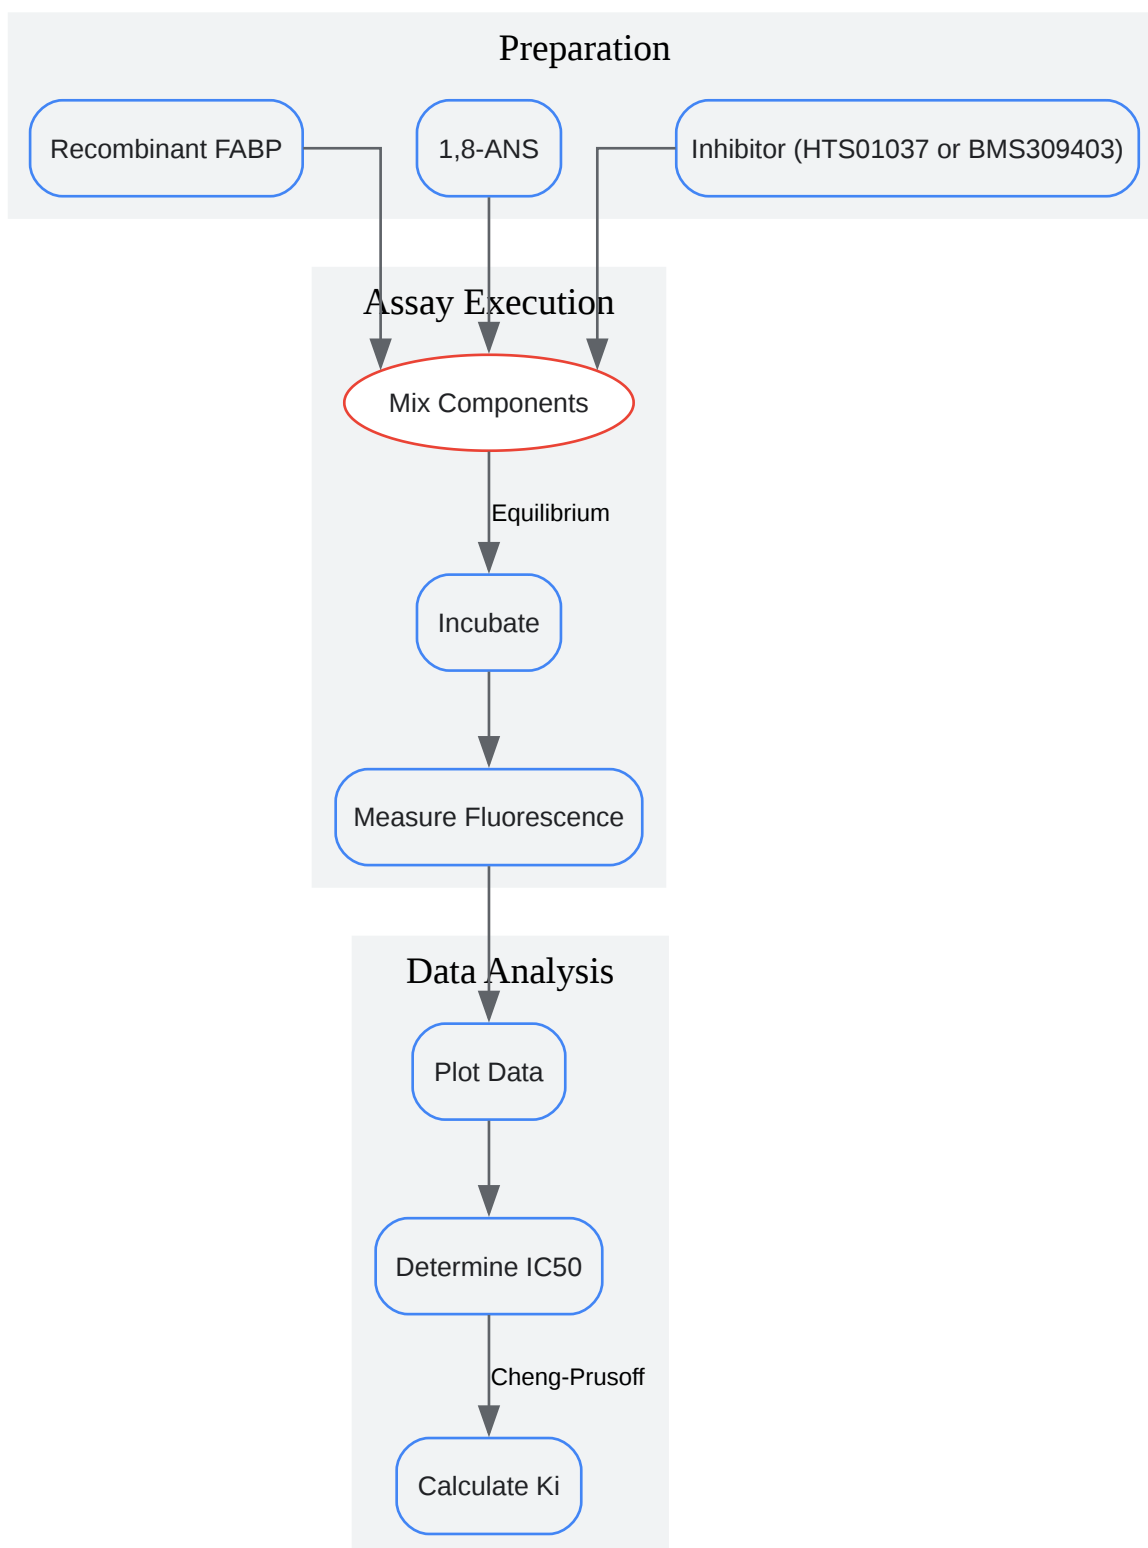 Preparation
Recombinant FABP
1,8-ANS
Inhibitor (HTS01037 or BMS309403)
Assay Execution
Mix Components
Equilibrium
Incubate
Measure Fluorescence
Data Analysis
Plot Data
Determine IC50
Cheng-Prusoff
Calculate Ki